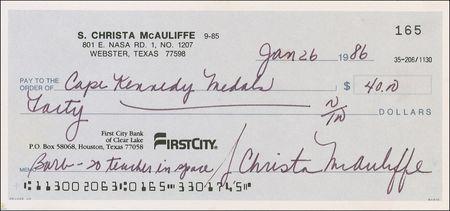 S. CHRISTA McAULIFFE 9-85 165
801 E. NASA RD. 1, NO. 1207
WEBSTER, TEXAS 77598
Jan 26 1986 35-206/1130
PAY TO THE
ORDER OF Cape Kennedy Medals $ 40.00
Forty no/100 DOLLARS
First City Bank
of Clear Lake
P.O. Box 58068, Houston, Texas 77058
FIRSTCITY
MEMO Barb - 20 teacher in space S Christa McAuliffe
113002063 0165 3301745